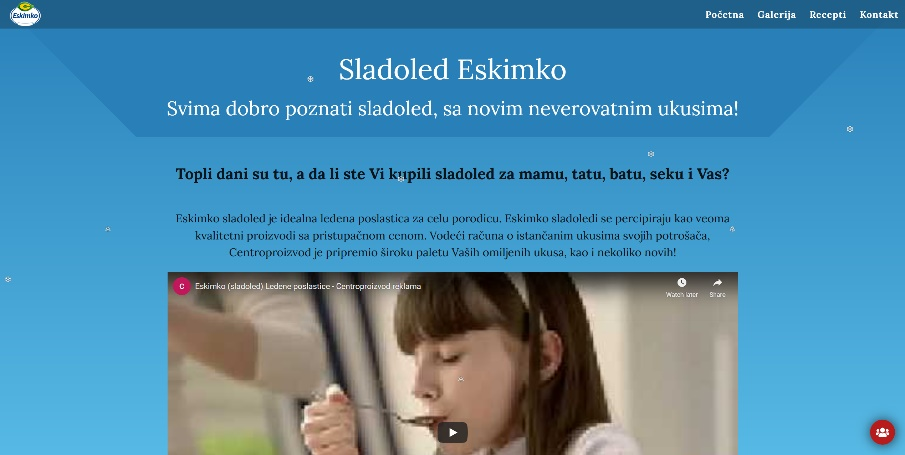 Eskimko
Početna Galerija Recepti Kontakt
Sladoled Eskimko
Svima dobro poznati sladoled, sa novim neverovatnim ukusima!
Topli dani su tu, a da li ste Vi kupili sladoled za mamu, tatu, batu, seku i Vas?
Eskimko sladoled je idealna ledena poslastica za celu porodicu. Eskimko sladoledi se percipiraju kao veoma
kvalitetni proizvodi sa pristupačnom cenom. Vodeći računa o istančanim ukusima svojih potrošača,
Centroproizvod je pripremio široku paletu Vaših omiljenih ukusa, kao i nekoliko novih!
C Eskimko (sladoled) Ledene poslastice - Centroproizvod reklama
Watch later Share